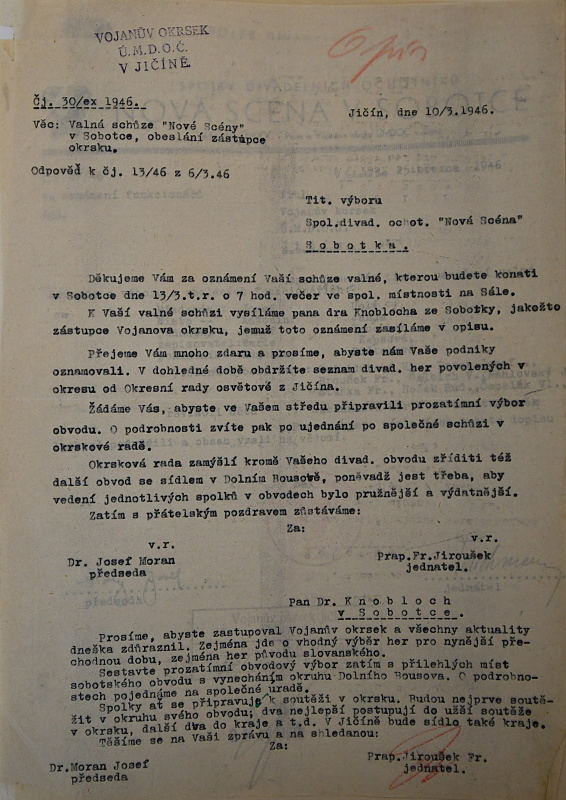 VOJANŮV OKRSEK
Ú.M.D.O.Č.
V JIČÍNĚ
Opis
Čj. 30/ex 1946.
Jičín, dne 10/3.1946.
Věc: Valná schůze "Nové Scény"
v Sobotce, obeslání zástupce
okrsku.
Odpověď k čj. 13/46 z 6/3.46
Tit. výboru
Spol.divad. ochot. "Nová Scéna"
Sobotka.
Děkujeme Vám za oznámení Vaší schůze valné, kterou budete konati
v Sobotce dne 13/3.t.r. o 7 hod. večer ve spol. místnosti na Sále.
K Vaší valné schůzi vysíláme pana dra Knoblocha ze Sobotky, jakožto
zástupce Vojanova okrsku, jemuž toto oznámení zasíláme v opisu.
Přejeme Vám mnoho zdaru a prosíme, abyste nám Vaše podniky
oznamovali. V dohledné době obdržíte seznam divad. her povolených v
okresu od Okresní rady osvětové z Jičína.
Žádáme Vás, abyste ve Vašem středu připravili prozatímní výbor
obvodu. O podrobnosti zvíte pak po ujednání po společné schůzi v
okrskové radě.
Okrsková rada zamýšlí kromě Vašeho divad. obvodu zříditi též
další obvod se sídlem v Dolním Bousově, poněvadž jest třeba, aby
vedení jednotlivých spolků v obvodech bylo pružnější a výdatnější.
Zatím s přátelským pozdravem zůstáváme:
Za:
v.r.
v.r.
Dr. Josef Moran
Prap.Fr.Jiroušek
předseda
jednatel.
Pan Dr. Knobloch
v Sobotce.
Prosíme, abyste zastupoval Vojanův okrsek a všechny aktuality
dneška zdůraznil. Zejména jde o vhodný výběr her pro nynější pře-
chodnou dobu, zejména her původu slovanského.
Sestavte prozatímní obvodový výbor zatím s přilehlých míst
sobotského obvodu s vynecháním okruhu Dolního Bousova. O podrobno-
stech pojednáme na společné úradě.
Spolky ať se připravují k soutěži v okrsku. Budou nejprve soutě-
žit v okruhu svého obvodu; dva nejlepší postupují do užší soutěže
v okrsku, další dva do kraje a t.d. V Jičíně bude sídlo také kraje.
Těšíme se na Vaši zprávu a na shledanou:
Za:
Dr.Moran Josef
Prap.Jiroušek Fr.
předseda
jednatel.